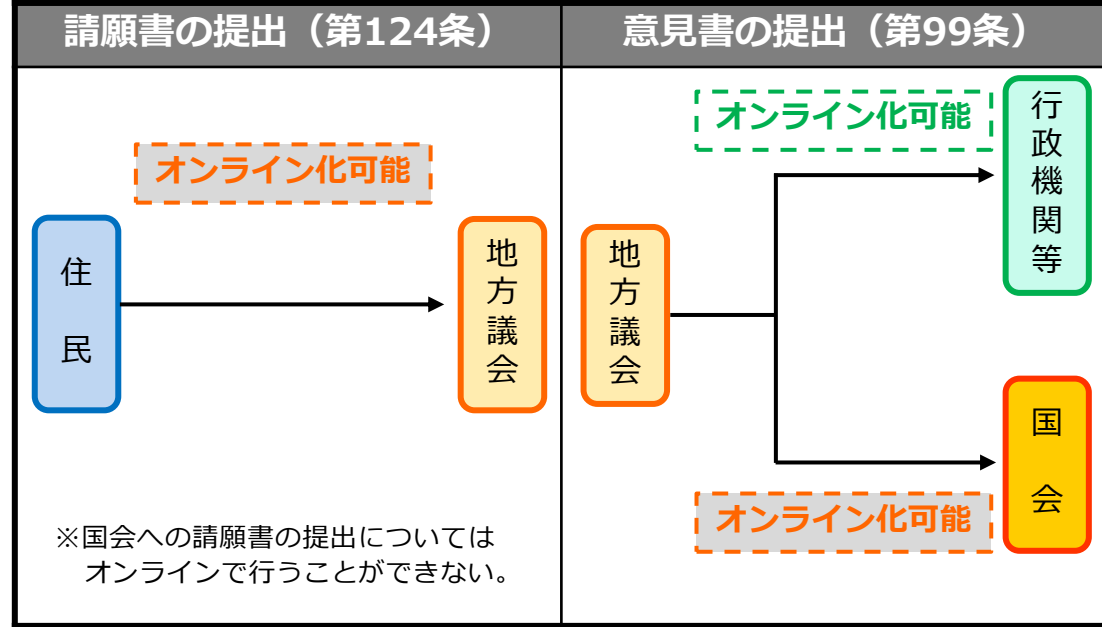 請願書の提出（第124条）
オンライン化可能
住民
地方議会
※国会への請願書の提出については
オンラインで行うことができない。
意見書の提出（第99条）
オンライン化可能
行政機関等
地方議会
国会
オンライン化可能